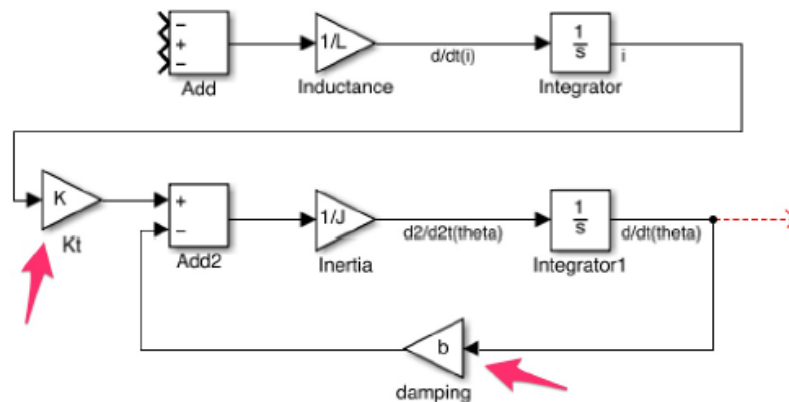 −
+
−
Add
1/L
Inductance
d/dt(i)
1
s
Integrator
i
K
Kt
+
−
Add2
1/J
Inertia
d2/d2t(theta)
1
s
Integrator1
d/dt(theta)
b
damping